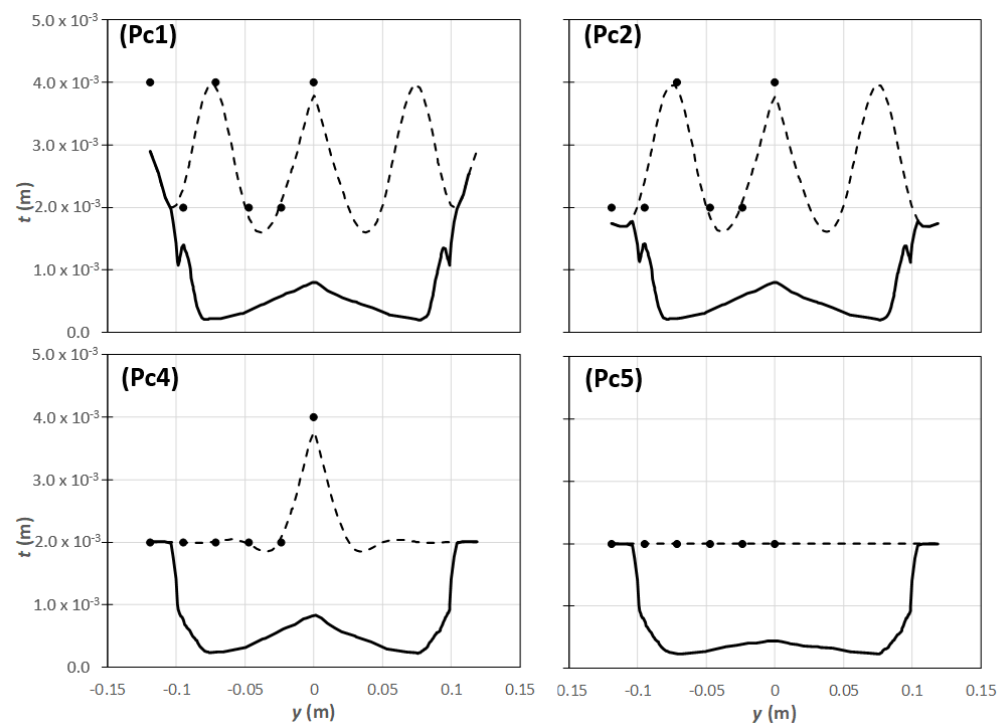 (Pc1)
5.0 x 10⁻³
4.0 x 10⁻³
3.0 x 10⁻³
2.0 x 10⁻³
1.0 x 10⁻³
0.0
t (m)
(Pc2)
(Pc4)
5.0 x 10⁻³
4.0 x 10⁻³
3.0 x 10⁻³
2.0 x 10⁻³
1.0 x 10⁻³
0.0
t (m)
-0.15 -0.1 -0.05 0 0.05 0.1 0.15
y (m)
(Pc5)
0.15 -0.1 -0.05 0 0.05 0.1 0.15
y (m)